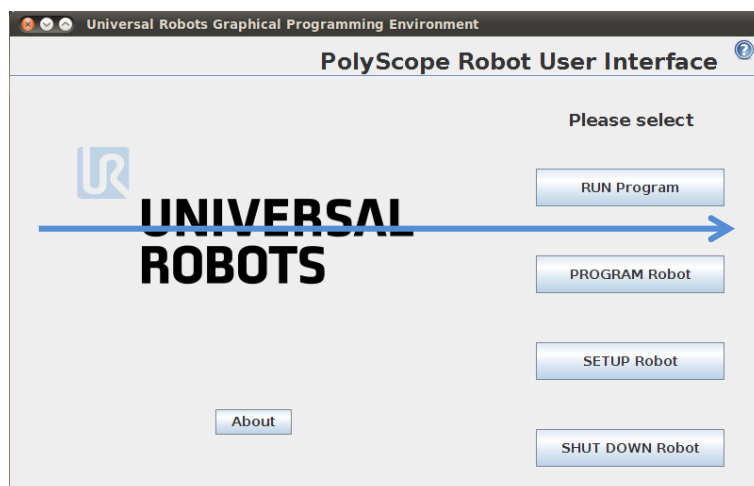 Universal Robots Graphical Programming Environment
PolyScope Robot User Interface ?
Please select
UR
RUN Program
UNIVERSAL
ROBOTS
PROGRAM Robot
SETUP Robot
About
SHUT DOWN Robot